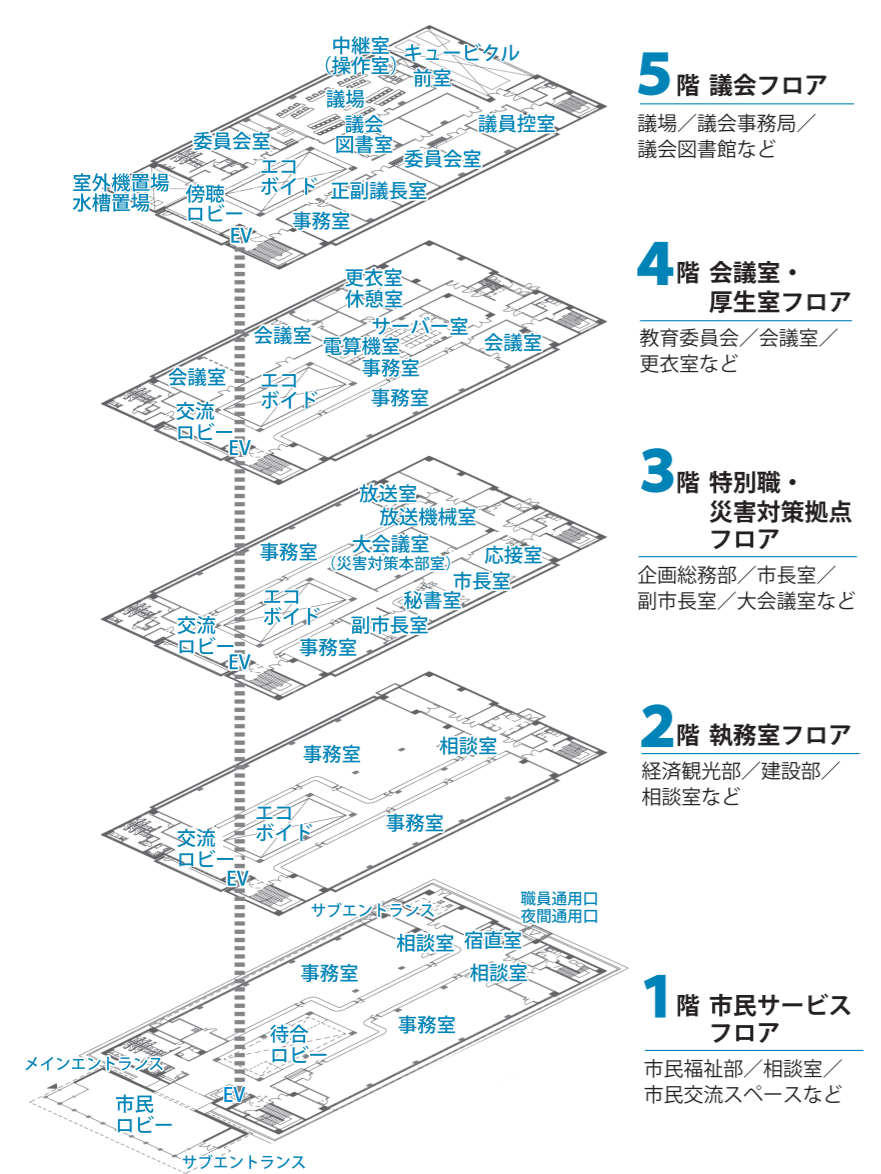 中継室
（操作室）
キュービタル
前室
議場
議会
図書室
議員控室
委員会室
委員会室
エコ
ボイド
正副議長室
室外機置場
水槽置場
傍聴
ロビー
事務室
EV
5階 議会フロア
議場／議会事務局／
議会図書館など
更衣室
休憩室
サーバー室
会議室
電算機室
会議室
事務室
会議室
エコ
ボイド
事務室
交流
ロビー
EV
4階 会議室・
厚生室フロア
教育委員会／会議室／
更衣室など
放送室
放送機械室
大会議室
（災害対策本部室）
事務室
応接室
市長室
エコ
ボイド
秘書室
副市長室
交流
ロビー
事務室
EV
3階 特別職・
災害対策拠点
フロア
企画総務部／市長室／
副市長室／大会議室など
事務室
相談室
エコ
ボイド
事務室
交流
ロビー
EV
2階 執務室フロア
経済観光部／建設部／
相談室など
サブエントランス
職員通用口
夜間通用口
相談室
宿直室
事務室
相談室
待合
ロビー
事務室
メインエントランス
EV
市民
ロビー
サブエントランス
1階 市民サービス
フロア
市民福祉部／相談室／
市民交流スペースなど